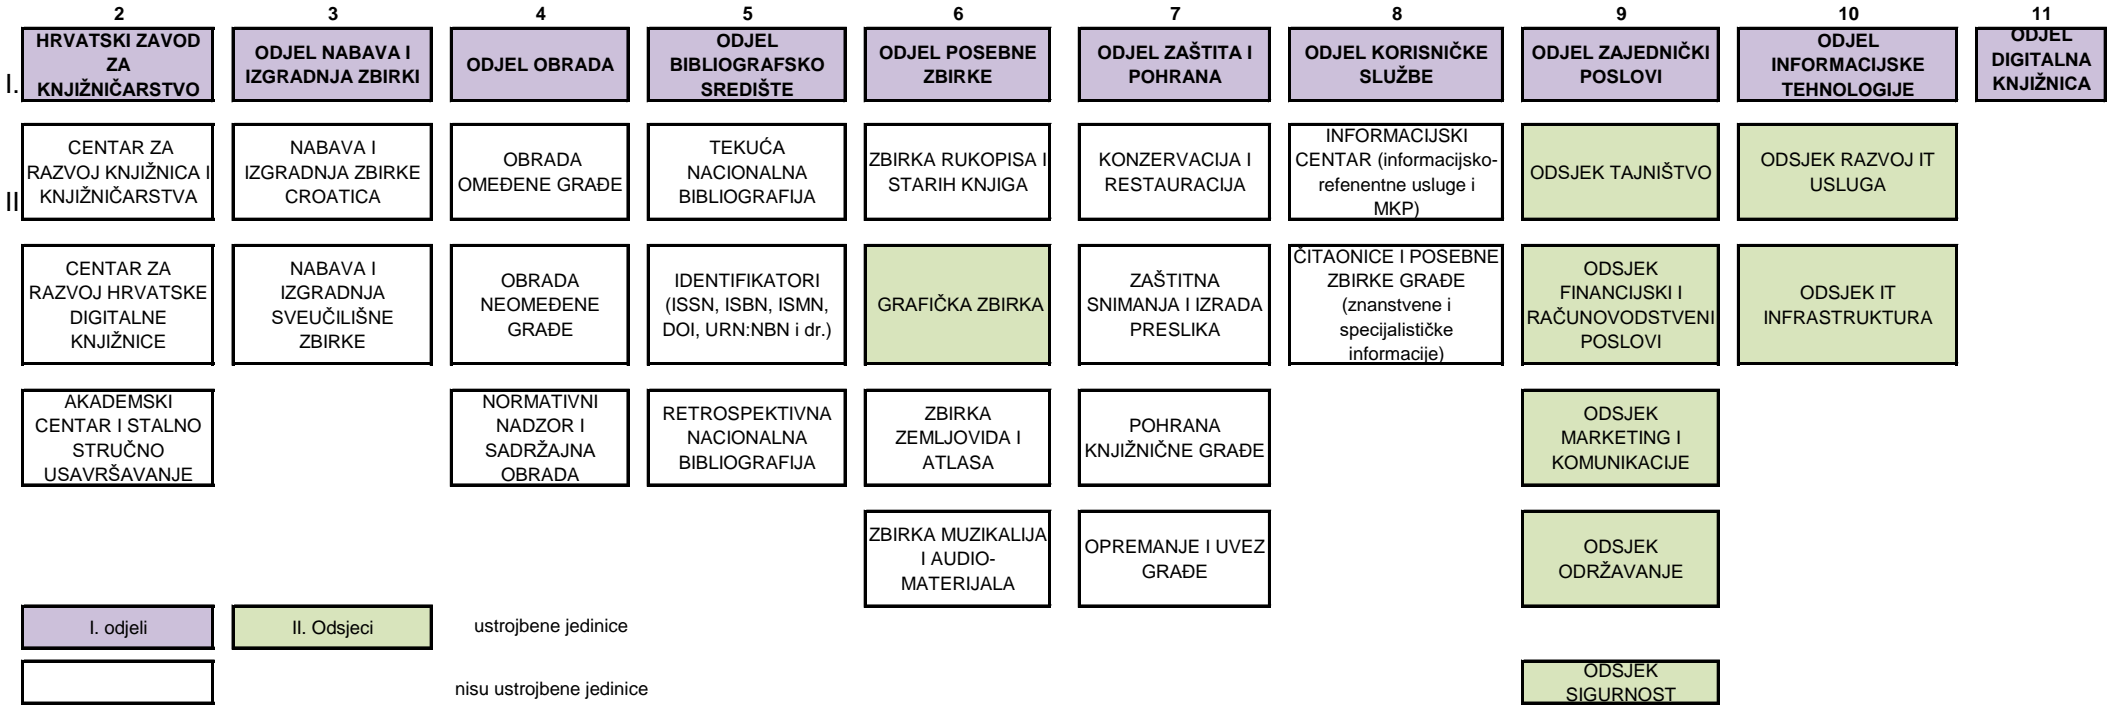 2
3
4
5
6
7
8
9
10
11
I.
HRVATSKI ZAVOD
ZA
KNJIŽNIČARSTVO
ODJEL NABAVA I
IZGRADNJA ZBIRKI
ODJEL OBRADA
ODJEL
BIBLIOGRAFSKO
SREDIŠTE
ODJEL POSEBNE
ZBIRKE
ODJEL ZAŠTITA I
POHRANA
ODJEL KORISNIČKE
SLUŽBE
ODJEL ZAJEDNIČKI
POSLOVI
ODJEL
INFORMACIJSKE
TEHNOLOGIJE
ODJEL
DIGITALNA
KNJIŽNICA
II
CENTAR ZA
RAZVOJ KNJIŽNICA I
KNJIŽNIČARSTVA
NABAVA I
IZGRADNJA ZBIRKE
CROATICA
OBRADA
OMEĐENE GRAĐE
TEKUĆA
NACIONALNA
BIBLIOGRAFIJA
ZBIRKA RUKOPISA I
STARIH KNJIGA
KONZERVACIJA I
RESTAURACIJA
INFORMACIJSKI
CENTAR (informacijsko-
refenentne usluge i
MKP)
ODSJEK TAJNIŠTVO
ODSJEK RAZVOJ IT
USLUGA
CENTAR ZA
RAZVOJ HRVATSKE
DIGITALNE
KNJIŽNICE
NABAVA I
IZGRADNJA
SVEUČILIŠNE
ZBIRKE
OBRADA
NEOMEĐENE
GRAĐE
IDENTIFIKATORI
(ISSN, ISBN, ISMN,
DOI, URN:NBN i dr.)
GRAFIČKA ZBIRKA
ZAŠTITNA
SNIMANJA I IZRADA
PRESLIKA
ČITAONICE I POSEBNE
ZBIRKE GRAĐE
(znanstvene i
specijalističke
informacije)
ODSJEK
FINANCIJSKI I
RAČUNOVODSTVENI
POSLOVI
ODSJEK IT
INFRASTRUKTURA
AKADEMSKI
CENTAR I STALNO
STRUČNO
USAVRŠAVANJE
NORMATIVNI
NADZOR I
SADRŽAJNA
OBRADA
RETROSPEKTIVNA
NACIONALNA
BIBLIOGRAFIJA
ZBIRKA
ZEMLJOVIDA I
ATLASA
POHRANA
KNJIŽNIČNE GRAĐE
ODSJEK
MARKETING I
KOMUNIKACIJE
ZBIRKA MUZIKALIJA
I AUDIO-
MATERIJALA
OPREMANJE I UVEZ
GRAĐE
ODSJEK
ODRŽAVANJE
I. odjeli
II. Odsjeci
ustrojbene jedinice
nisu ustrojbene jedinice
ODSJEK
SIGURNOST